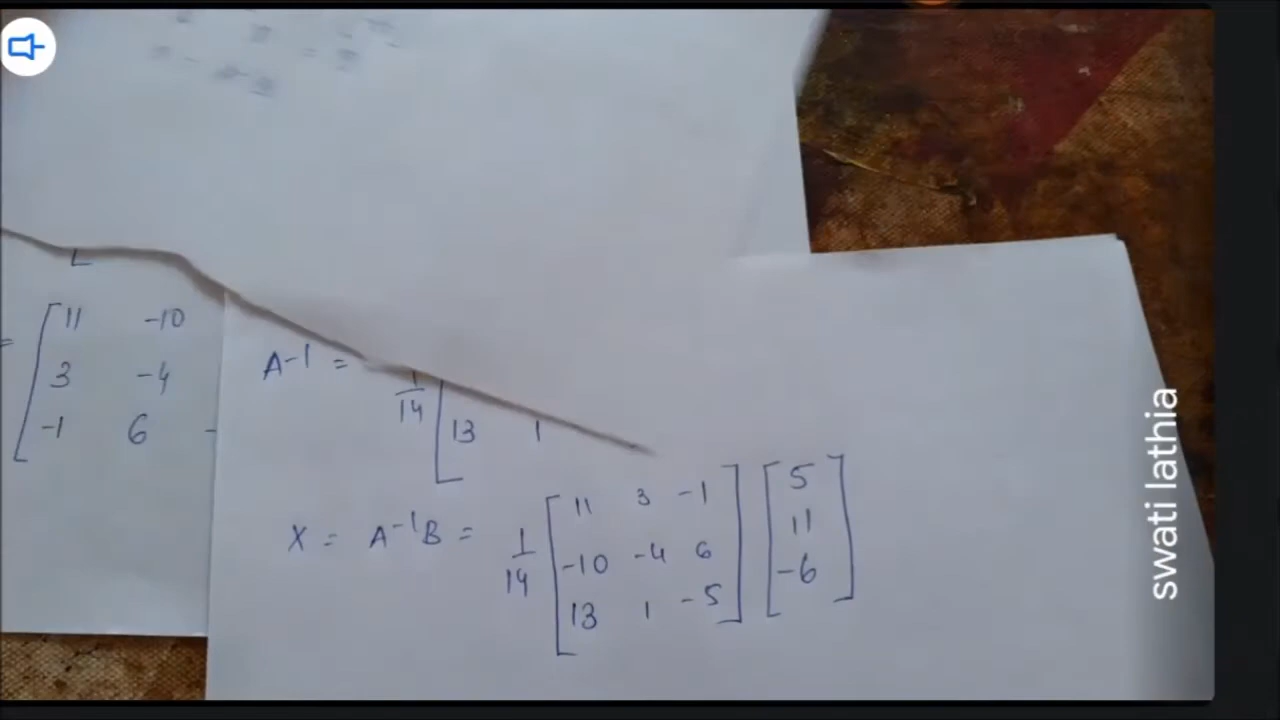 = [ 11 -10
3 -4
-1 6 -
A-1 =
1/14 [ 13 1
X = A-1B = 1/14 [ 11 3 -1 ] [ 5 ]
[ -10 -4 6 ] [ 11 ]
[ 13 1 -5 ] [ -6 ]
swati lathia